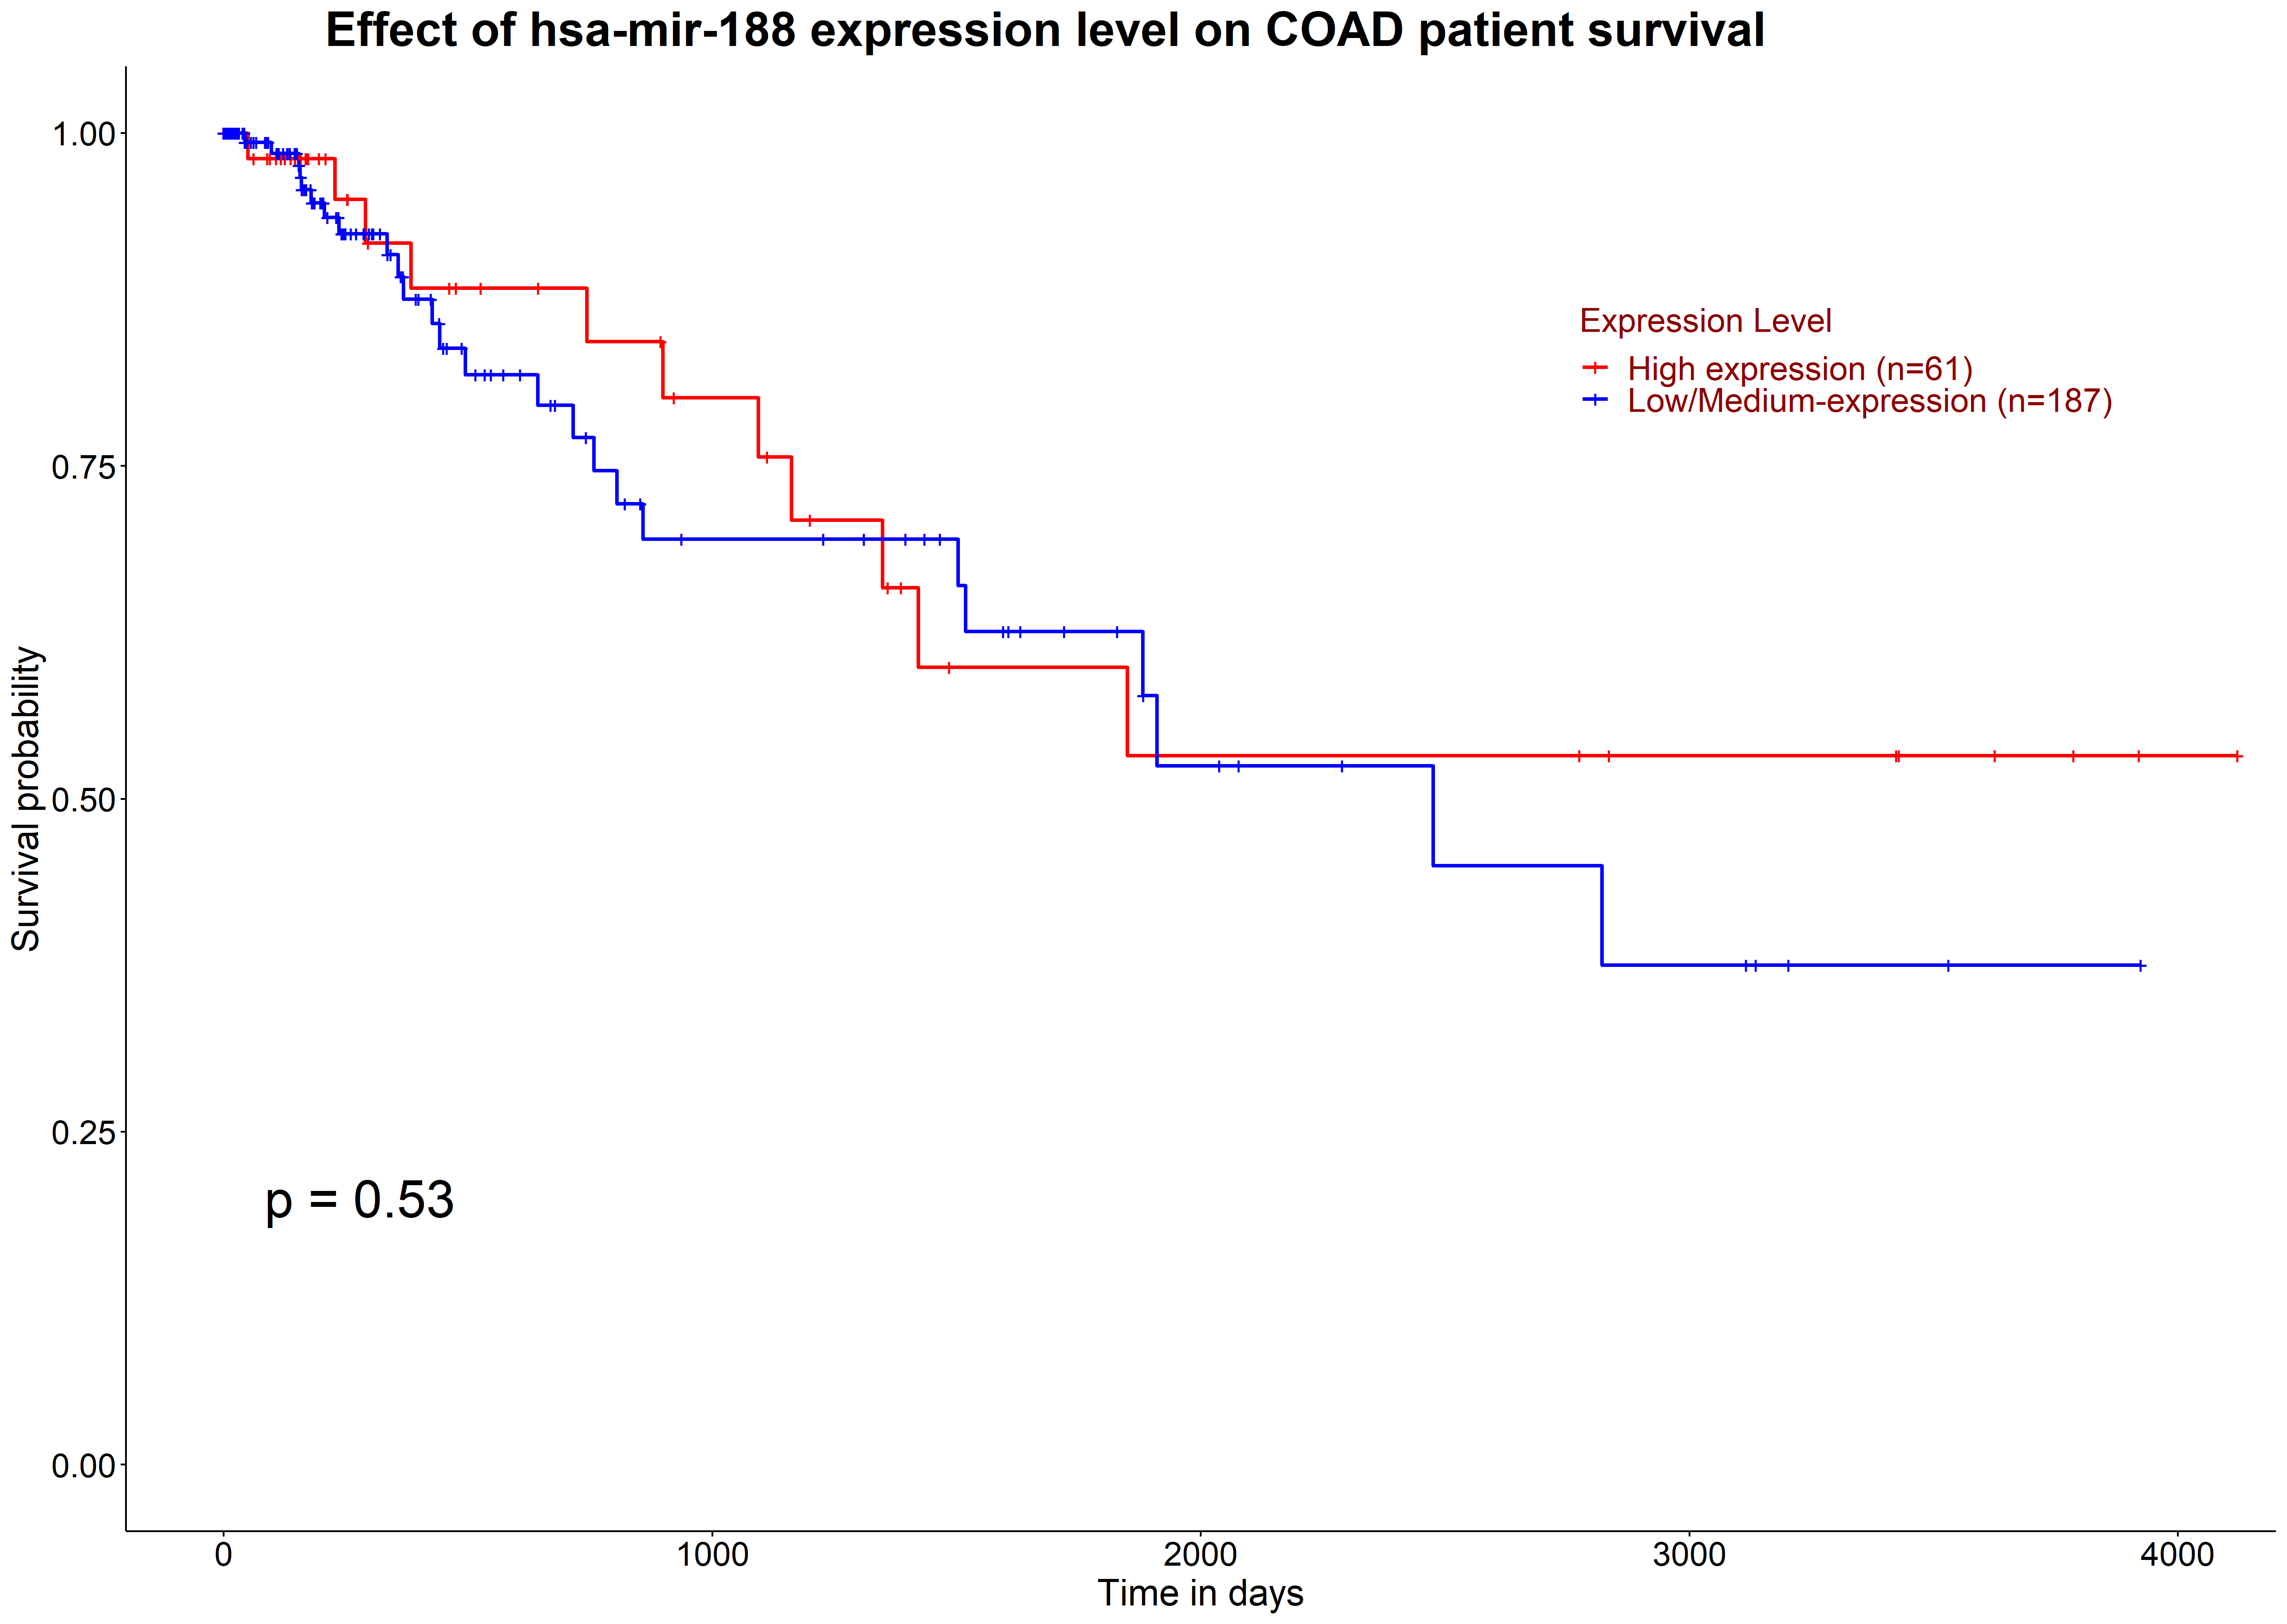 Effect of hsa-mir-188 expression level on COAD patient survival
1.00
0.75
0.50
0.25
0.00
Survival probability
Expression Level
High expression (n=61)
Low/Medium-expression (n=187)
p = 0.53
0 1000 2000 3000 4000
Time in days